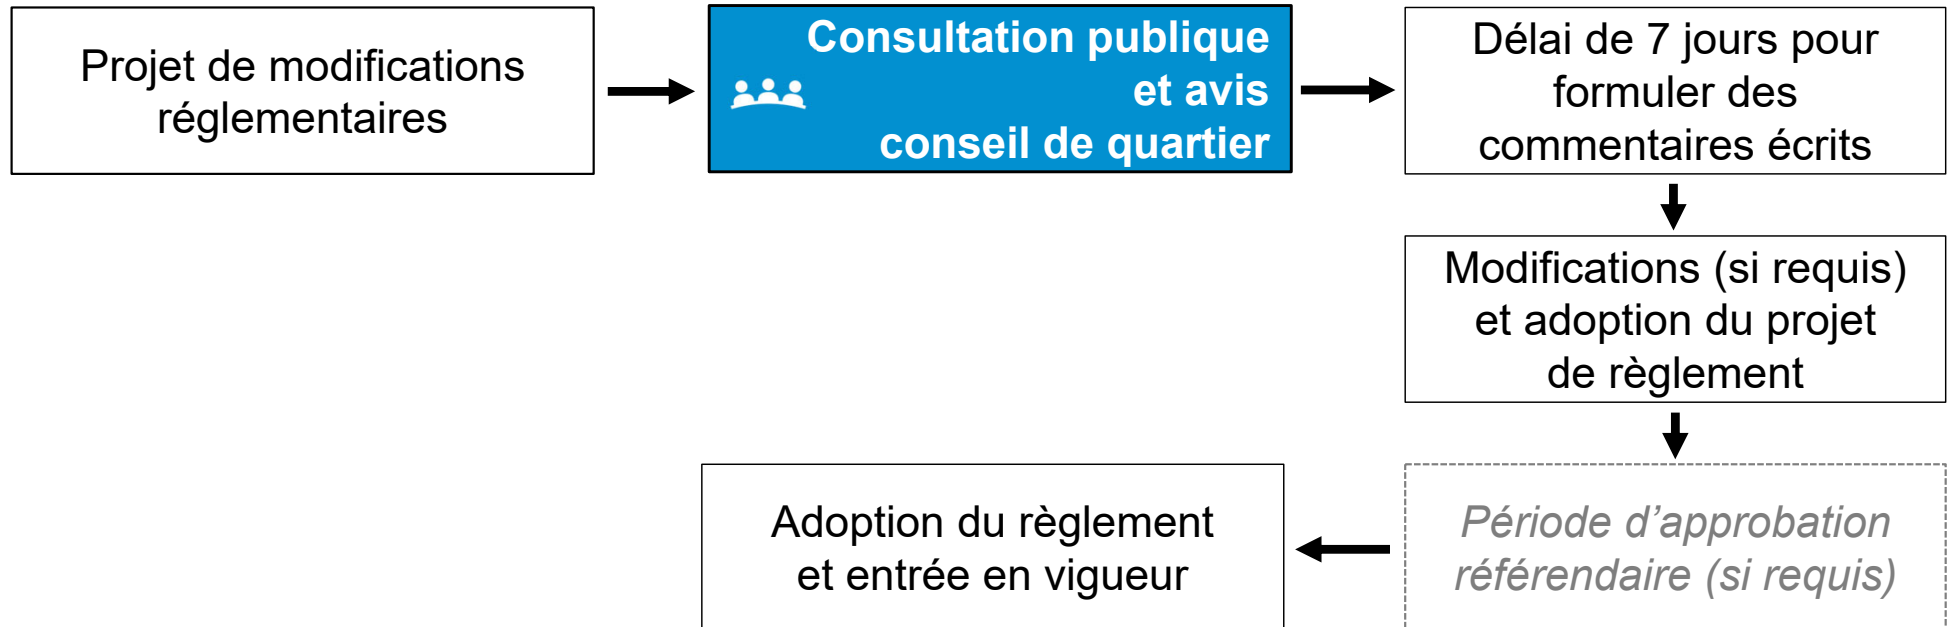 Projet de modifications
réglementaires
Consultation publique
et avis
conseil de quartier
Délai de 7 jours pour
formuler des
commentaires écrits
Modifications (si requis)
et adoption du projet
de règlement
Période d’approbation
référendaire (si requis)
Adoption du règlement
et entrée en vigueur